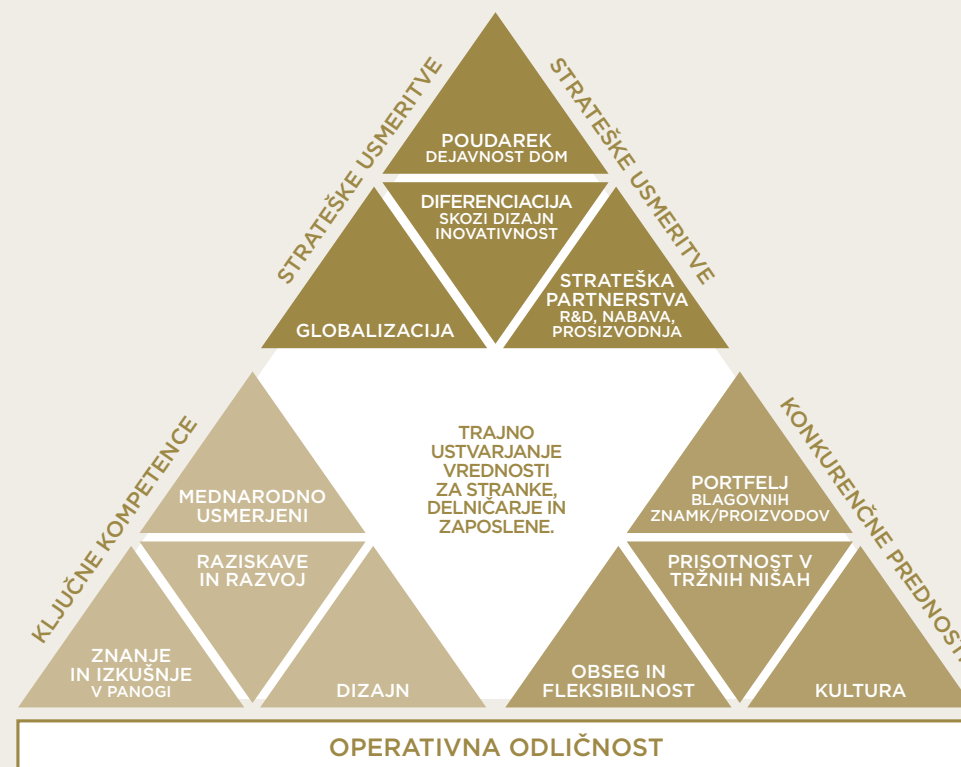 STRATEŠKE USMERITVE
STRATEŠKE USMERITVE
POUDAREK
DEJAVNOST DOM
DIFERENCIACIJA
SKOZI DIZAJN
INOVATIVNOST
GLOBALIZACIJA
STRATEŠKA
PARTNERSTVA
R&D, NABAVA,
PROSIZVODNJA
TRAJNO
USTVARJANJE
VREDNOSTI
ZA STRANKE,
DELNIČARJE IN
ZAPOSLENE.
KLJUČNE KOMPETENCE
MEDNARODNO
USMERJENI
RAZISKAVE
IN RAZVOJ
ZNANJE
IN IZKUŠNJE
V PANOGI
DIZAJN
KONKURENČNE PREDNOSTI
PORTFELJ
BLAGOVNIH
ZNAMK/PROIZVODOV
PRISOTNOST V
TRŽNIH NIŠAH
OBSEG IN
FLEKSIBILNOST
KULTURA
OPERATIVNA ODLIČNOST